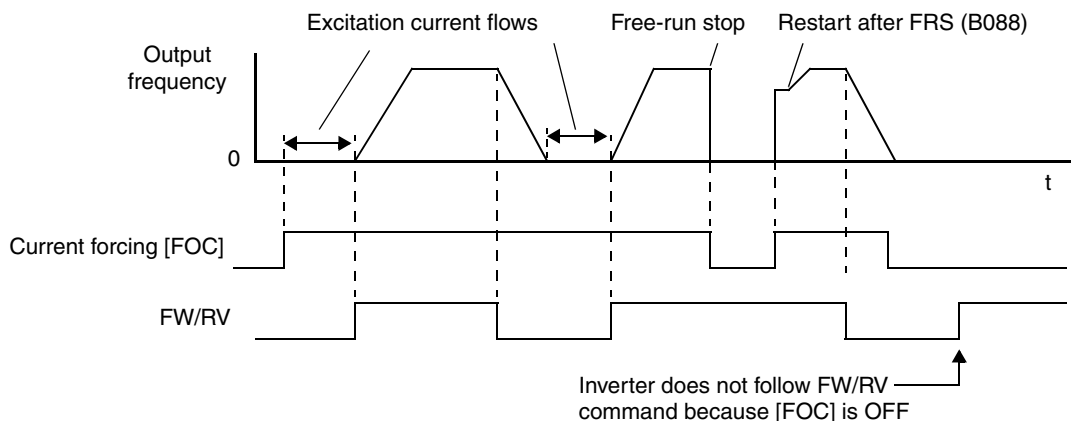 Excitation current flows
Free-run stop
Restart after FRS (B088)
Output
frequency
0
t
Current forcing [FOC]
FW/RV
Inverter does not follow FW/RV
command because [FOC] is OFF